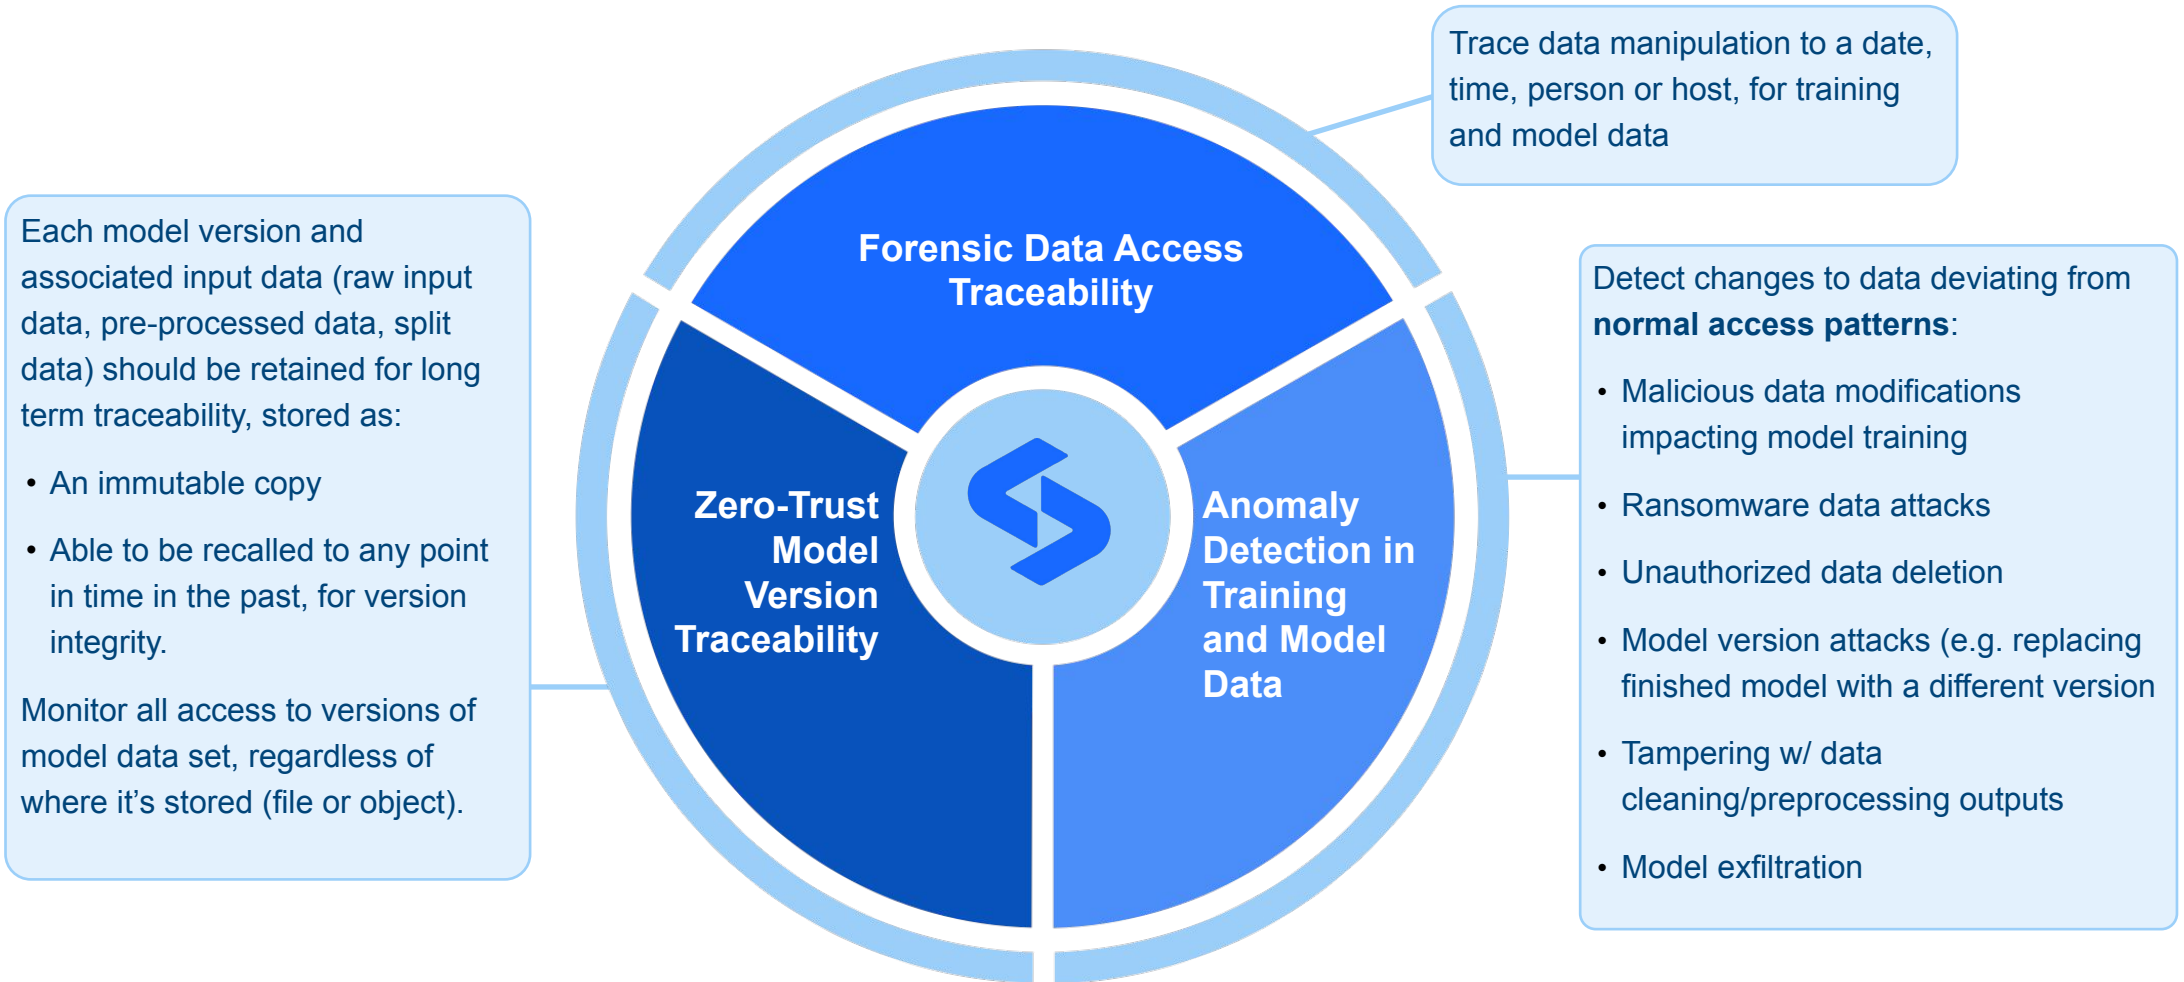 Trace data manipulation to a date,
time, person or host, for training
and model data
Forensic Data Access
Traceability
Each model version and
associated input data (raw input
data, pre-processed data, split
data) should be retained for long
term traceability, stored as:
• An immutable copy
• Able to be recalled to any point
in time in the past, for version
integrity.
Monitor all access to versions of
model data set, regardless of
where it’s stored (file or object).
Zero-Trust
Model
Version
Traceability
Anomaly
Detection in
Training
and Model
Data
Detect changes to data deviating from
normal access patterns:
• Malicious data modifications
impacting model training
• Ransomware data attacks
• Unauthorized data deletion
• Model version attacks (e.g. replacing
finished model with a different version
• Tampering w/ data
cleaning/preprocessing outputs
• Model exfiltration